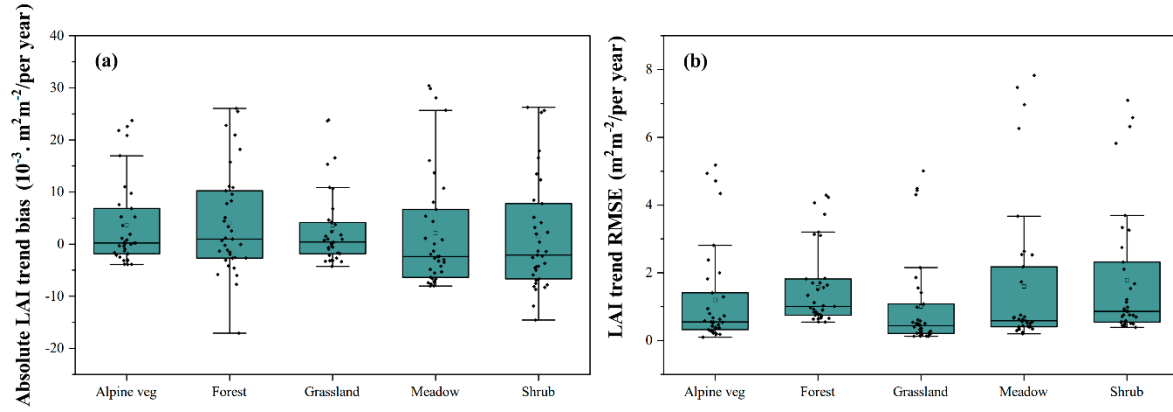 Absolute LAI trend bias (10⁻³. m²m⁻²/per year)
(a)
40
30
20
10
0
-10
-20
Alpine veg Forest Grassland Meadow Shrub
LAI trend RMSE (m²m⁻²/per year)
(b)
8
6
4
2
0
Alpine veg Forest Grassland Meadow Shrub